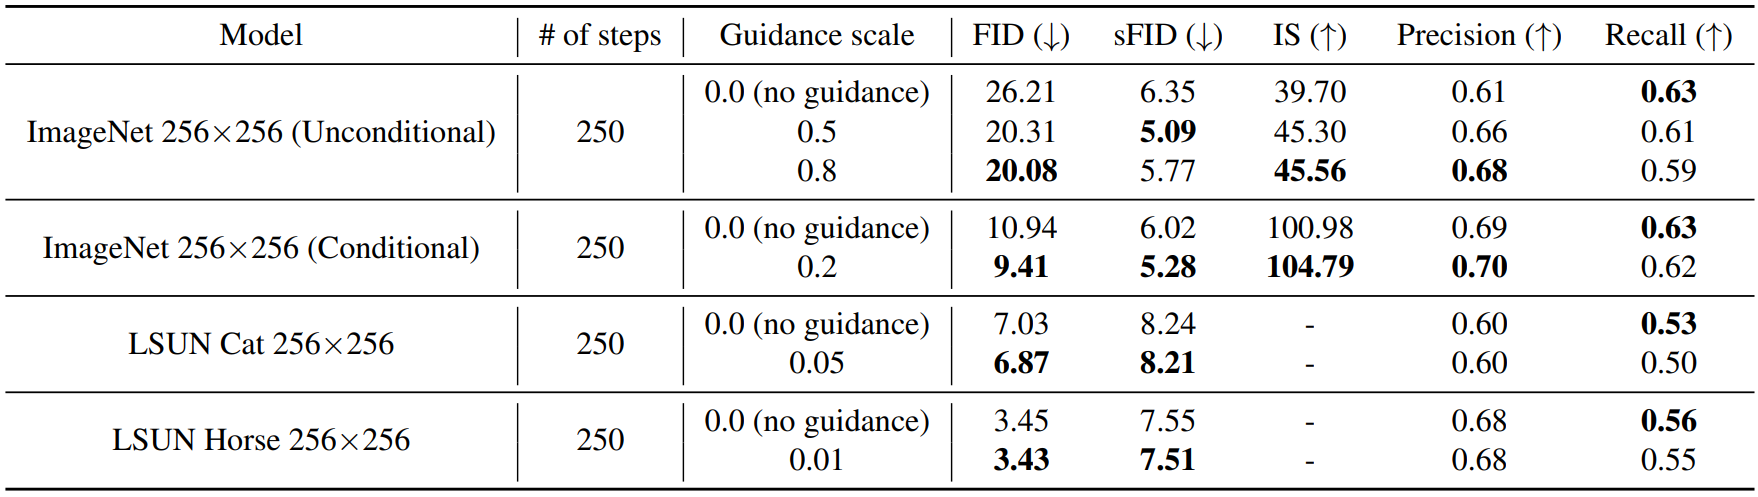 Model # of steps Guidance scale FID (↓) sFID (↓) IS (↑) Precision (↑) Recall (↑)
0.0 (no guidance) 26.21 6.35 39.70 0.61 0.63
ImageNet 256×256 (Unconditional) 250 0.5 20.31 5.09 45.30 0.66 0.61
0.8 20.08 5.77 45.56 0.68 0.59
0.0 (no guidance) 10.94 6.02 100.98 0.69 0.63
ImageNet 256×256 (Conditional) 250
0.2 9.41 5.28 104.79 0.70 0.62
0.0 (no guidance) 7.03 8.24 - 0.60 0.53
LSUN Cat 256×256 250
0.05 6.87 8.21 - 0.60 0.50
0.0 (no guidance) 3.45 7.55 - 0.68 0.56
LSUN Horse 256×256 250
0.01 3.43 7.51 - 0.68 0.55